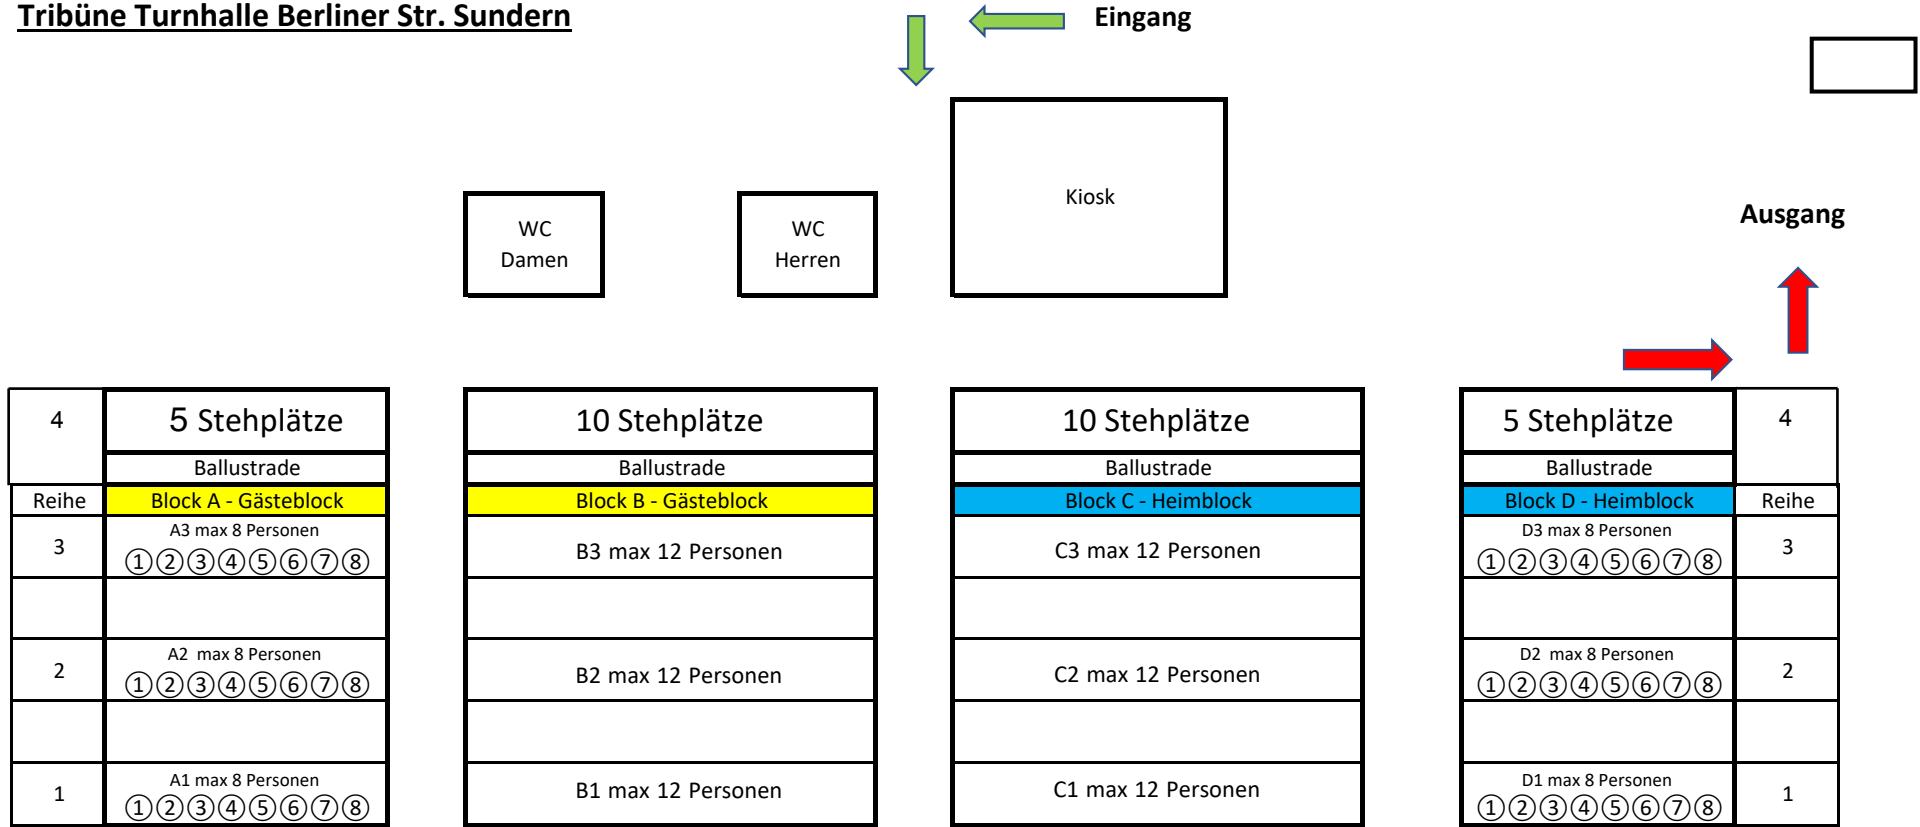 Tribüne Turnhalle Berliner Str. Sundern
Eingang
Kiosk
WC
Damen
WC
Herren
Ausgang
4 5 Stehplätze 10 Stehplätze 10 Stehplätze 5 Stehplätze 4
Ballustrade Ballustrade Ballustrade Ballustrade
Reihe Block A - Gästeblock Block B - Gästeblock Block C - Heimblock Block D - Heimblock Reihe
3 A3 max 8 Personen B3 max 12 Personen C3 max 12 Personen D3 max 8 Personen 3
①②③④⑤⑥⑦⑧ ①②③④⑤⑥⑦⑧
2 A2 max 8 Personen B2 max 12 Personen C2 max 12 Personen D2 max 8 Personen 2
①②③④⑤⑥⑦⑧ ①②③④⑤⑥⑦⑧
1 A1 max 8 Personen B1 max 12 Personen C1 max 12 Personen D1 max 8 Personen 1
①②③④⑤⑥⑦⑧ ①②③④⑤⑥⑦⑧